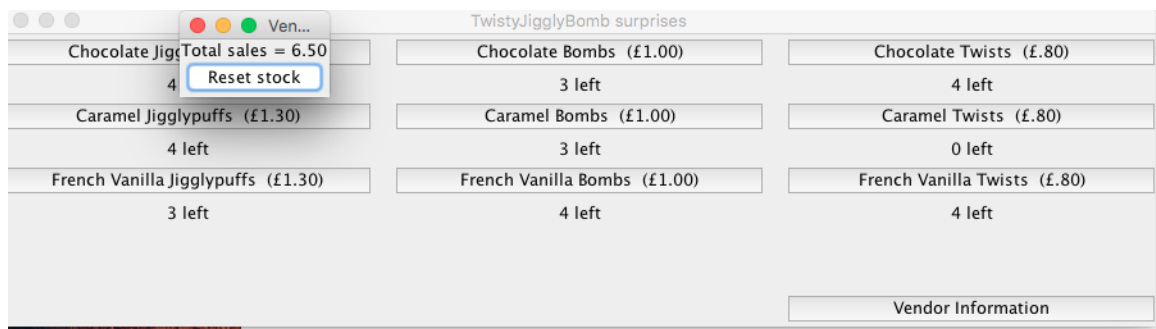 TwistyJigglyBomb surprises
Ven...
Total sales = 6.50
Reset stock
Chocolate Jigg
Chocolate Bombs (£1.00)
Chocolate Twists (£.80)
4
3 left
4 left
Caramel Jigglypuffs (£1.30)
Caramel Bombs (£1.00)
Caramel Twists (£.80)
4 left
3 left
0 left
French Vanilla Jigglypuffs (£1.30)
French Vanilla Bombs (£1.00)
French Vanilla Twists (£.80)
3 left
4 left
4 left
Vendor Information